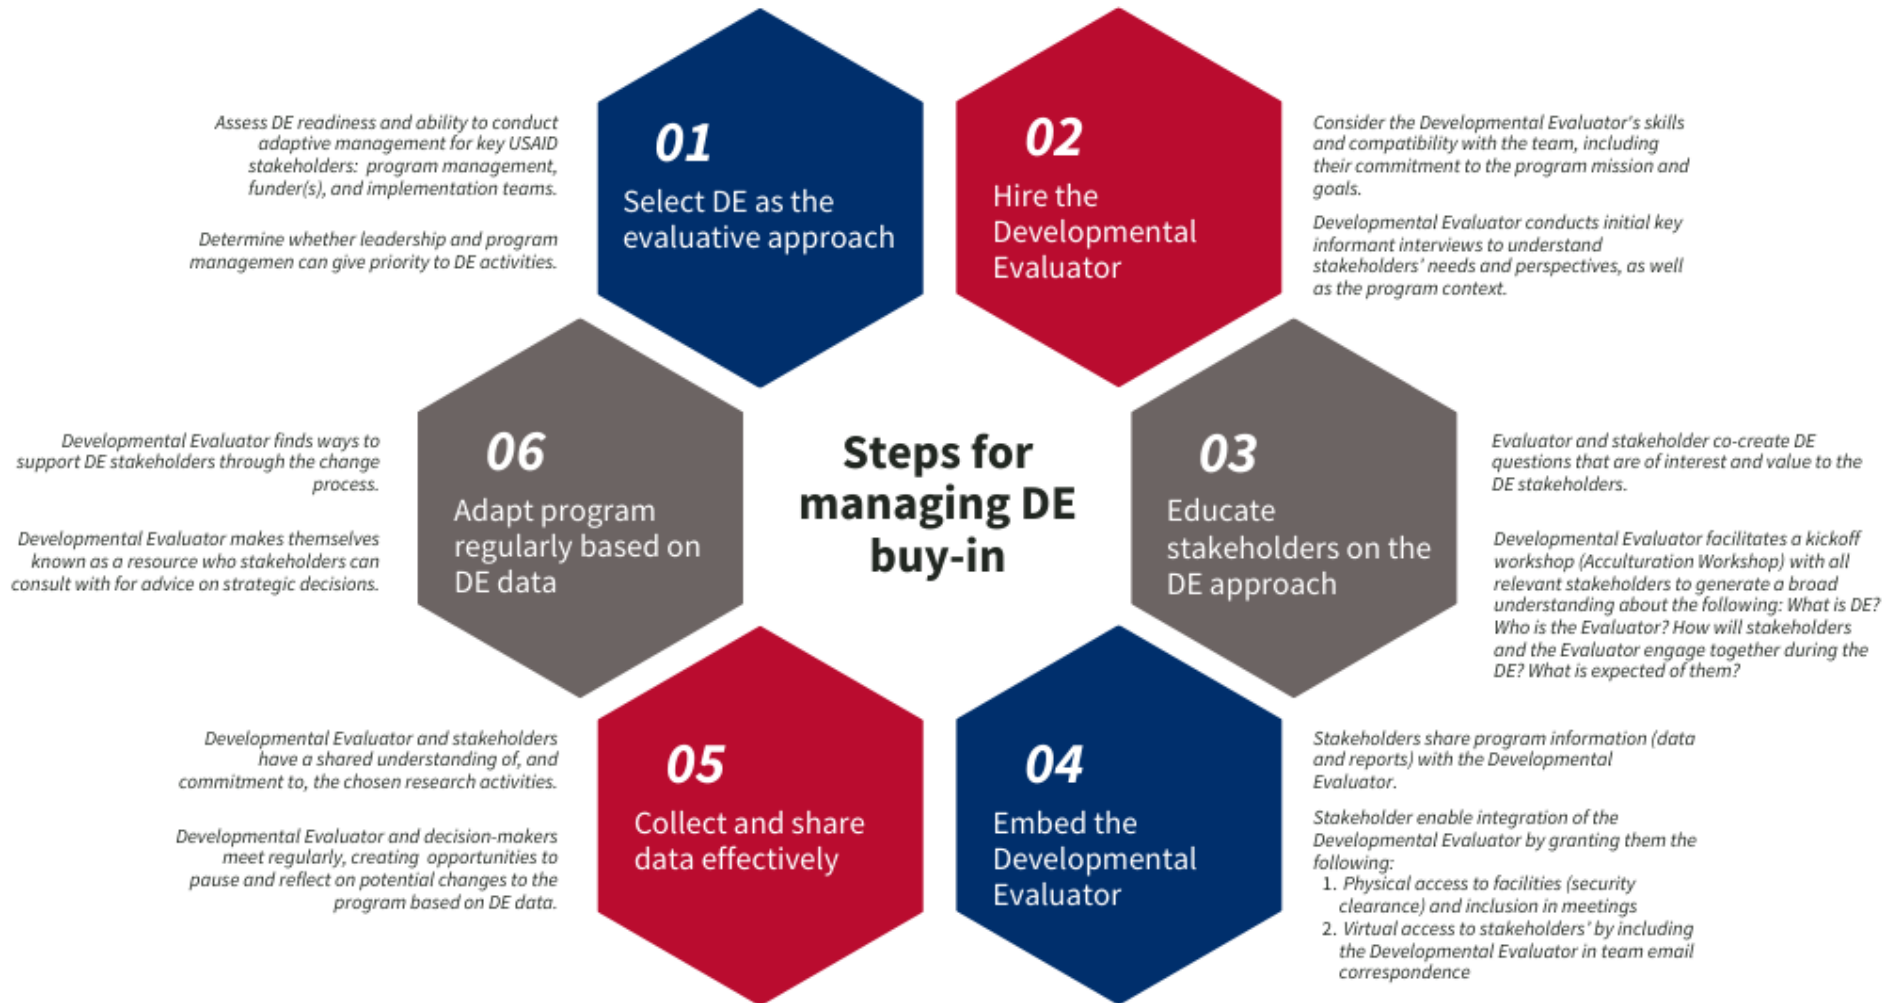 Steps for
managing DE
buy-in
01
Select DE as the
evaluative approach
Assess DE readiness and ability to conduct
adaptive management for key USAID
stakeholders: program management,
funder(s), and implementation teams.
Determine whether leadership and program
managemen can give priority to DE activities.
02
Hire the
Developmental
Evaluator
Consider the Developmental Evaluator's skills
and compatibility with the team, including
their commitment to the program mission and
goals.
Developmental Evaluator conducts initial key
informant interviews to understand
stakeholders' needs and perspectives, as well
as the program context.
03
Educate
stakeholders on the
DE approach
Evaluator and stakeholder co-create DE
questions that are of interest and value to the
DE stakeholders.
Developmental Evaluator facilitates a kickoff
workshop (Acculturation Workshop) with all
relevant stakeholders to generate a broad
understanding about the following: What is DE?
Who is the Evaluator? How will stakeholders
and the Evaluator engage together during the
DE? What is expected of them?
04
Embed the
Developmental
Evaluator
Stakeholders share program information (data
and reports) with the Developmental
Evaluator.
Stakeholder enable integration of the
Developmental Evaluator by granting them the
following:
1. Physical access to facilities (security
clearance) and inclusion in meetings
2. Virtual access to stakeholders' by including
the Developmental Evaluator in team email
correspondence
05
Collect and share
data effectively
Developmental Evaluator and stakeholders
have a shared understanding of, and
commitment to, the chosen research activities.
Developmental Evaluator and decision-makers
meet regularly, creating opportunities to
pause and reflect on potential changes to the
program based on DE data.
06
Adapt program
regularly based on
DE data
Developmental Evaluator finds ways to
support DE stakeholders through the change
process.
Developmental Evaluator makes themselves
known as a resource who stakeholders can
consult with for advice on strategic decisions.